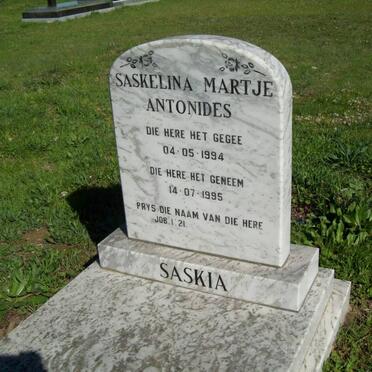 SASKELINA MARTJE
ANTONIDES
DIE HERE HET GEGEE
04·05·1994
DIE HERE HET GENEEM
14·07·1995
PRYS DIE NAAM VAN DIE HERE
JOB.1.21.
SASKIA